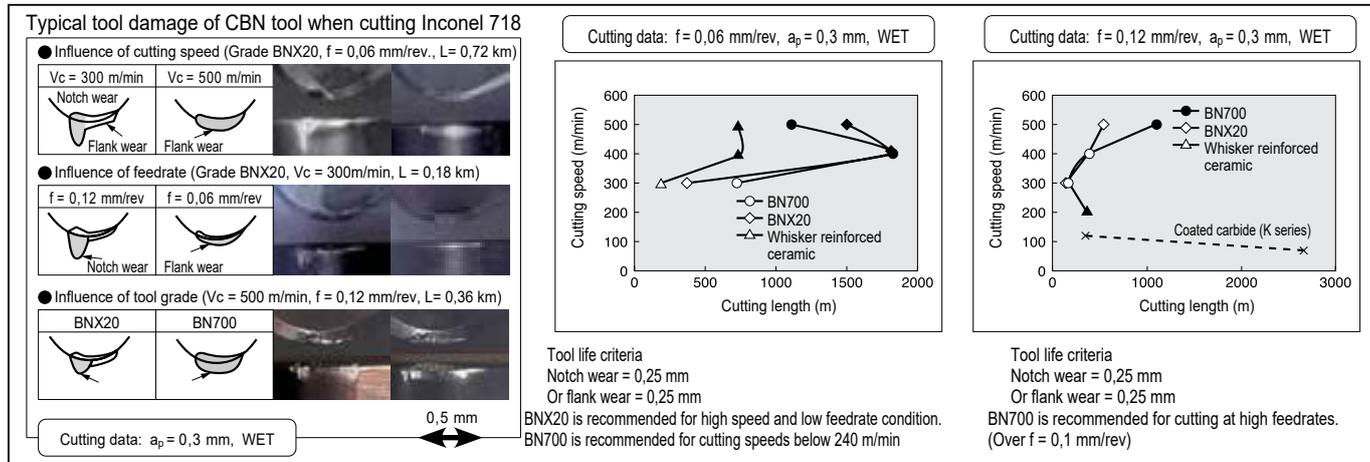 Typical tool damage of CBN tool when cutting Inconel 718
● Influence of cutting speed (Grade BNX20, f = 0,06 mm/rev., L= 0,72 km)
Vc = 300 m/min
Vc = 500 m/min
Notch wear
Flank wear
Flank wear
● Influence of feedrate (Grade BNX20, Vc = 300m/min, L = 0,18 km)
f = 0,12 mm/rev
f = 0,06 mm/rev
Notch wear
Flank wear
● Influence of tool grade (Vc = 500 m/min, f = 0,12 mm/rev, L= 0,36 km)
BNX20
BN700
Cutting data: ap = 0,3 mm, WET
0,5 mm
Cutting data: f = 0,06 mm/rev, ap = 0,3 mm, WET
Cutting speed (m/min)
600
500
400
300
200
100
0
BN700
BNX20
Whisker reinforced
ceramic
0 500 1000 1500 2000
Cutting length (m)
Tool life criteria
Notch wear = 0,25 mm
Or flank wear = 0,25 mm
BNX20 is recommended for high speed and low feedrate condition.
BN700 is recommended for cutting speeds below 240 m/min
Cutting data: f = 0,12 mm/rev, ap = 0,3 mm, WET
Cutting speed (m/min)
600
500
400
300
200
100
0
BN700
BNX20
Whisker reinforced
ceramic
Coated carbide (K series)
0 1000 2000 3000
Cutting length (m)
Tool life criteria
Notch wear = 0,25 mm
Or flank wear = 0,25 mm
BN700 is recommended for cutting at high feedrates.
(Over f = 0,1 mm/rev)